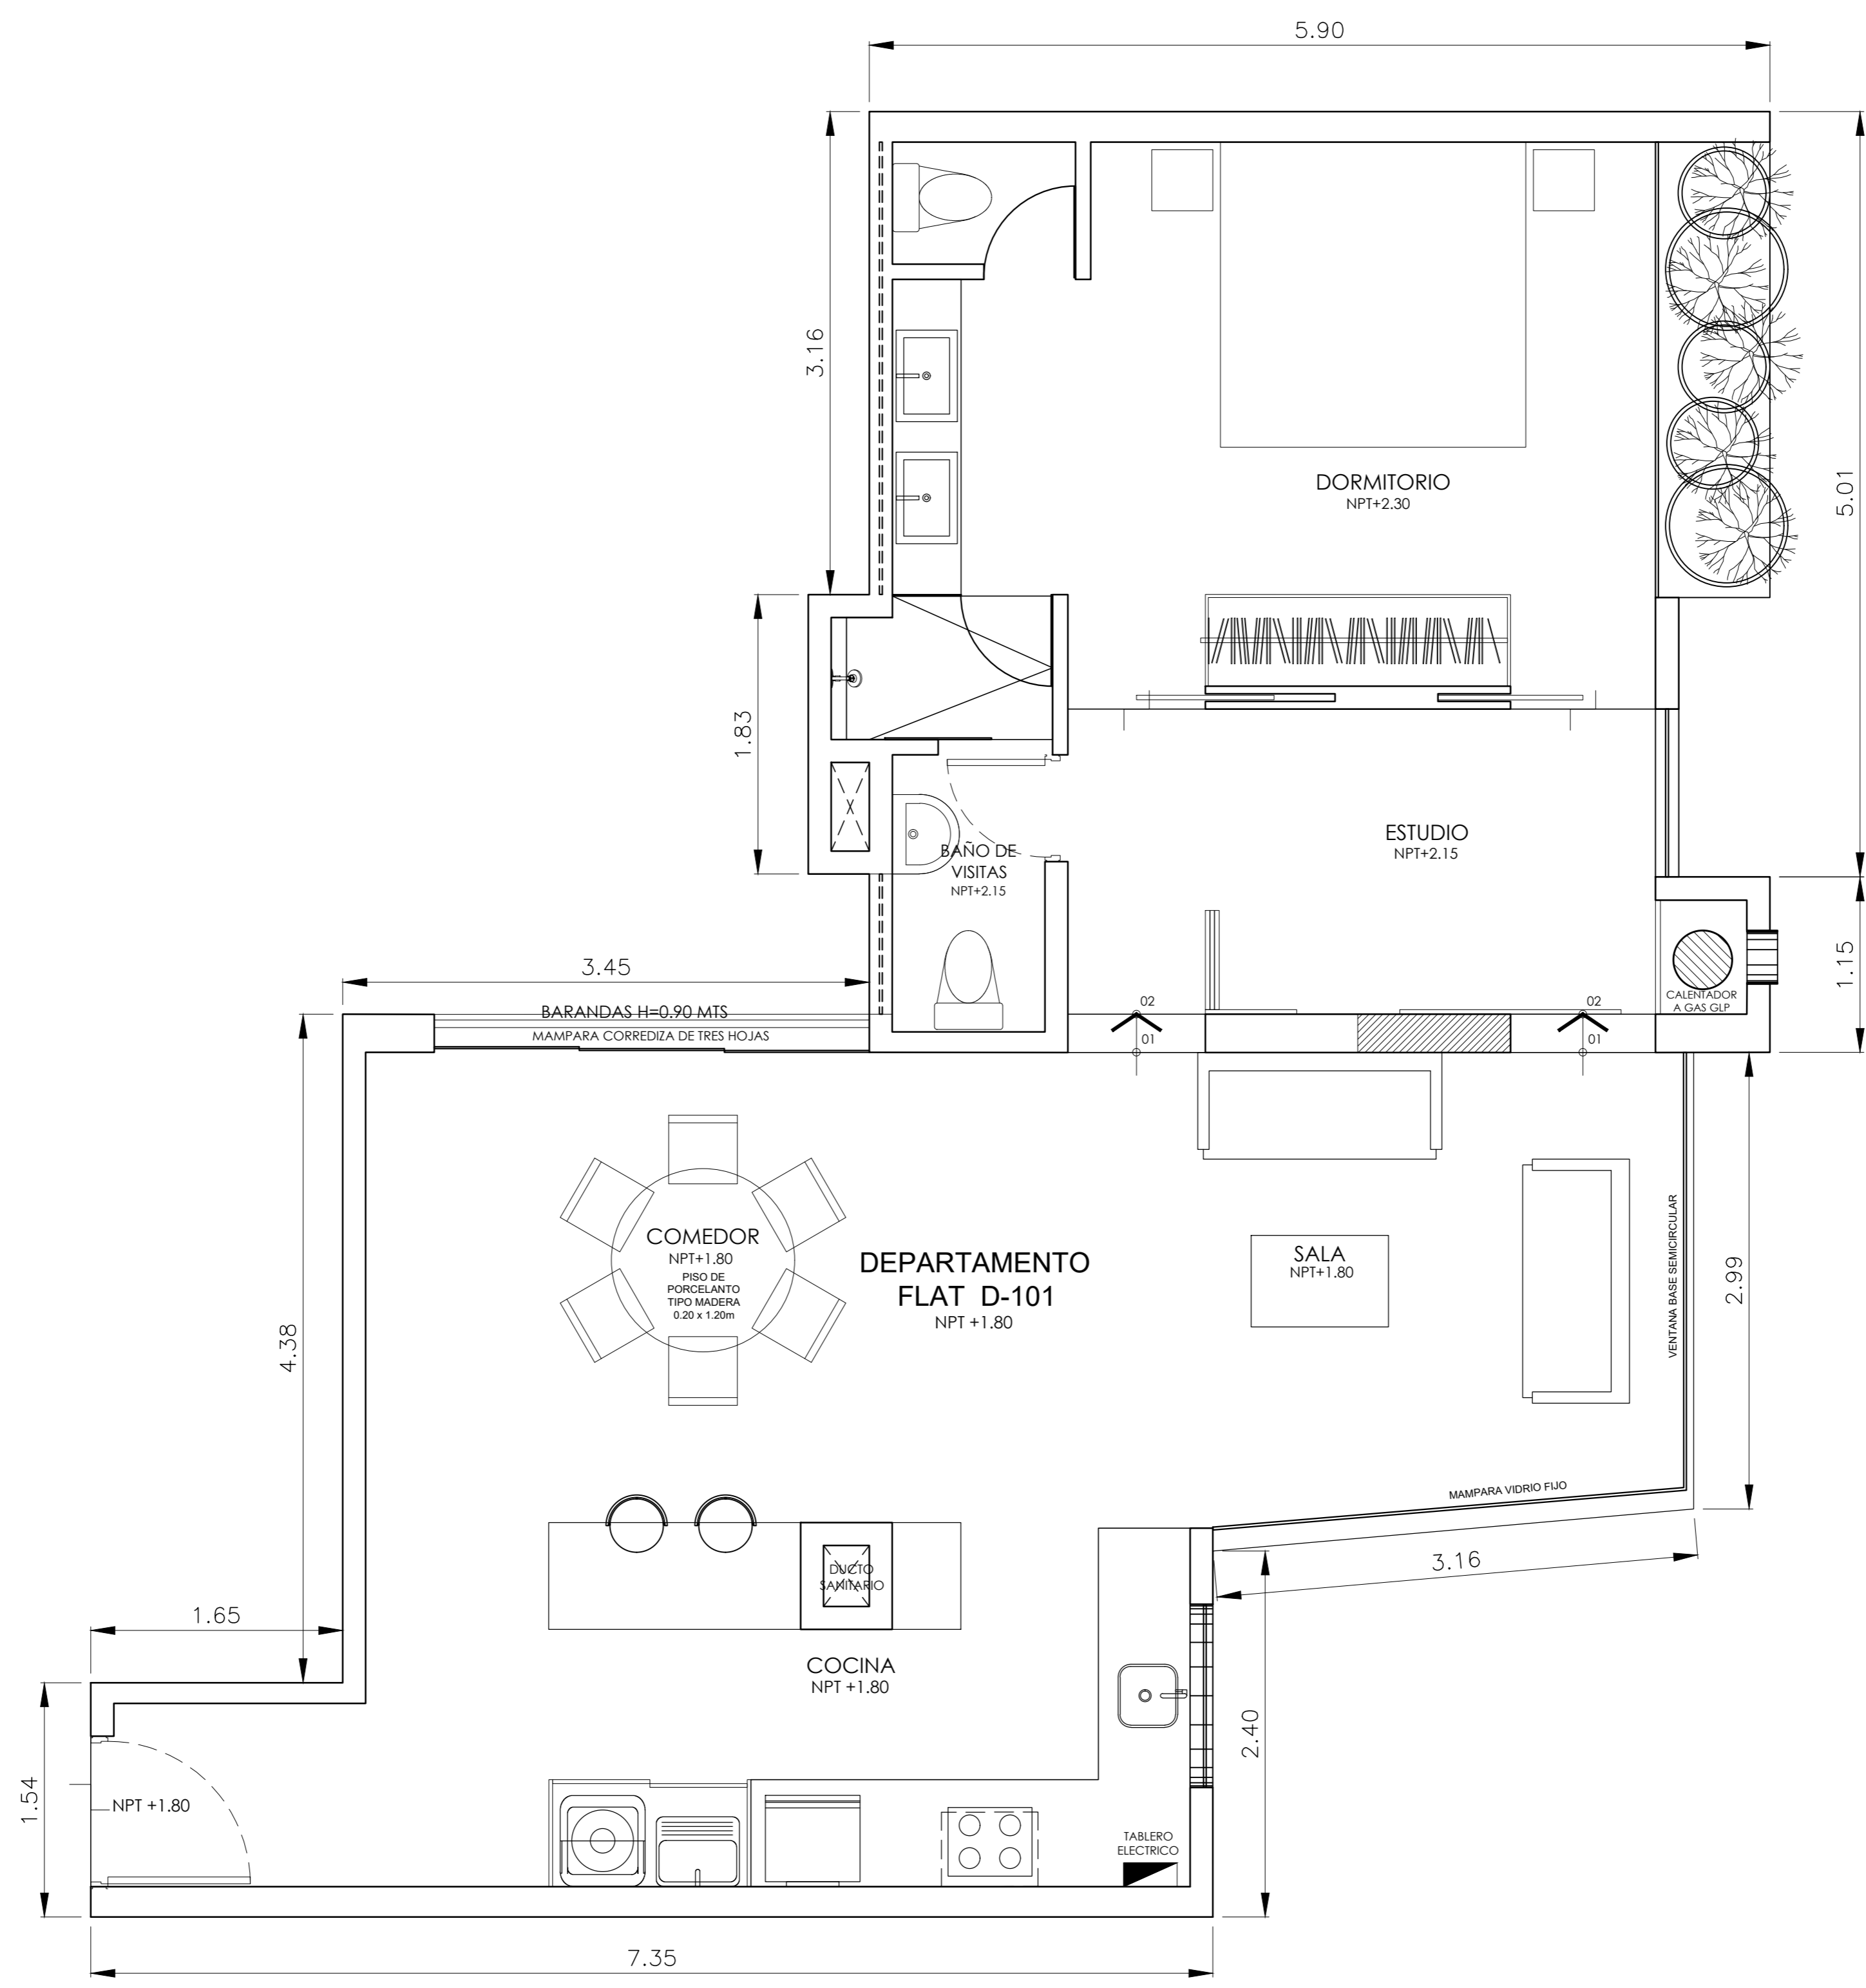 5.90
3.16
5.01
DORMITORIO
NPT+2.30
1.83
ESTUDIO
NPT+2.15
BAÑO DE
VISITAS
NPT+2.15
1.15
3.45
CALENTADOR
A GAS GLP
02
02
BARANDAS H=0.90 MTS
MAMPARA CORREDIZA DE TRES HOJAS
01
01
COMEDOR
NPT+1.80
PISO DE
PORCELANTO
TIPO MADERA
0.20 x 1.20m
DEPARTAMENTO
FLAT D-101
NPT +1.80
SALA
NPT+1.80
VENTANA BASE SEMICIRCULAR
2.99
4.38
MAMPARA VIDRIO FIJO
3.16
DUCTO
SANITARIO
1.65
COCINA
NPT +1.80
2.40
1.54
NPT +1.80
TABLERO
ELECTRICO
7.35